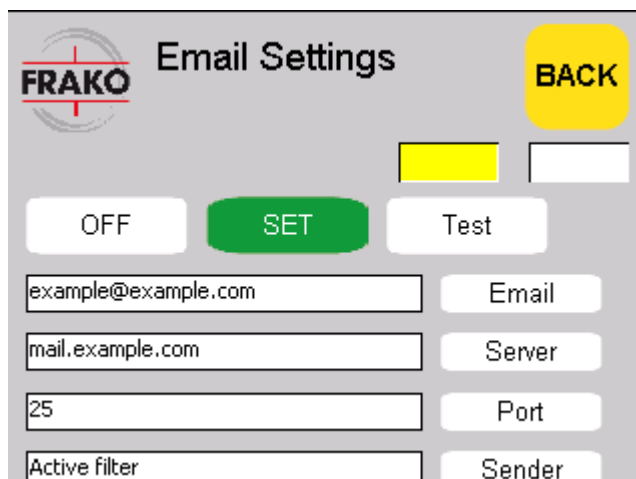 FRAKO
Email Settings
BACK
OFF
SET
Test
example@example.com
Email
mail.example.com
Server
25
Port
Active filter
Sender